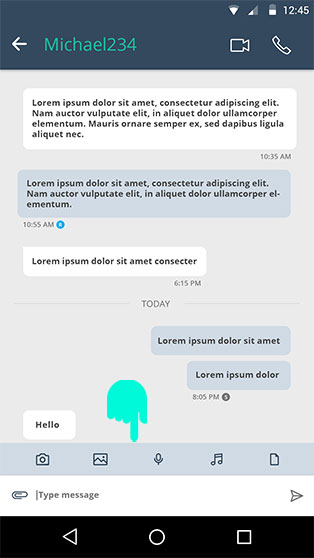 12:45
Michael234
Lorem ipsum dolor sit amet, consectetur adipiscing elit.
Nam auctor vulputate elit, in aliquet dolor ullamcorper
elementum. Mauris ornare semper ex, sed dapibus ligula
aliquet nec.
10:35 AM
Lorem ipsum dolor sit amet, consectetur adipiscing elit.
Nam auctor vulputate elit, in aliquet dolor ullamcorper el-
ementum.
10:55 AM
Lorem ipsum dolor sit amet consecter
6:15 PM
TODAY
Lorem ipsum dolor sit amet
Lorem ipsum dolor
8:05 PM S
Hello
Type message